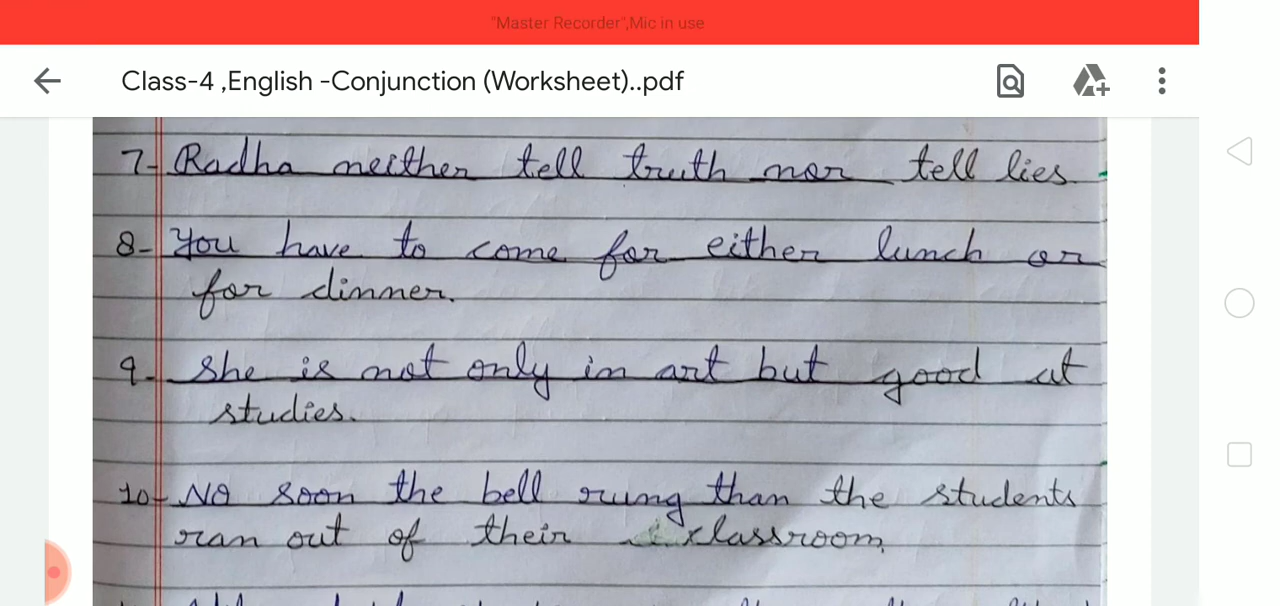 "Master Recorder",Mic in use
Class-4 ,English -Conjunction (Worksheet)..pdf
7- Radha neither tell truth nor tell lies
8- You have to come for either lunch or
for dinner.
9- She is not only in art but good at
studies.
10- No soon the bell rung than the students
ran out of their classroom.